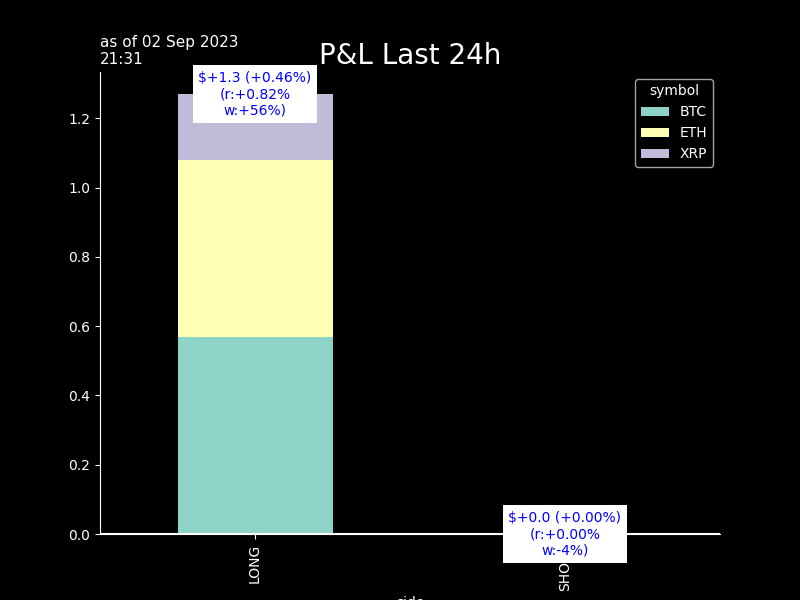 as of 02 Sep 2023
21:31
P&L Last 24h
$+1.3 (+0.46%)
(r:+0.82%
w:+56%)
symbol
BTC
ETH
XRP
1.2
1.0
0.8
0.6
0.4
0.2
0.0
$+0.0 (+0.00%)
(r:+0.00%
w:-4%)
LONG
SHO